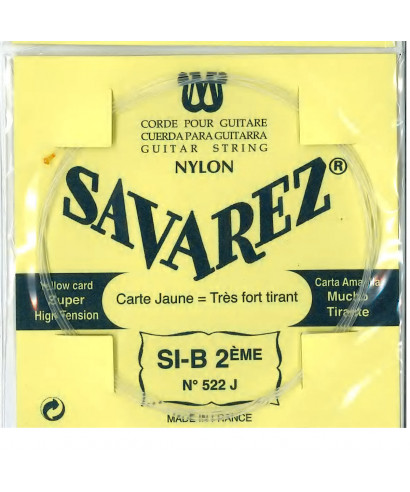 CORDE POUR GUITARE
CUERDA PARA GUITARRA
GUITAR STRING
NYLON
SAVAREZ®
Yellow card
Super
High Tension
Carte Jaune = Très fort tirant
Carta Amarilla
Mucho
Tirante
SI-B 2ÈME
N° 522 J
MADE IN FRANCE